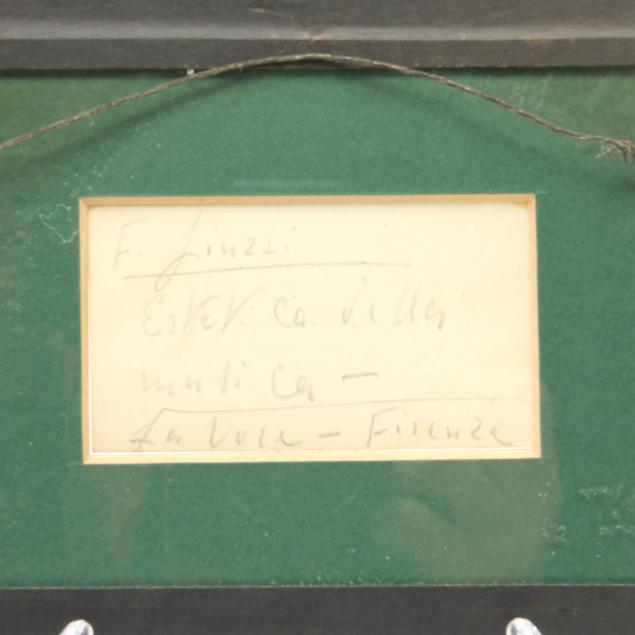 F. Liuzzi
Estetica della
musica —
La Voce — Firenze